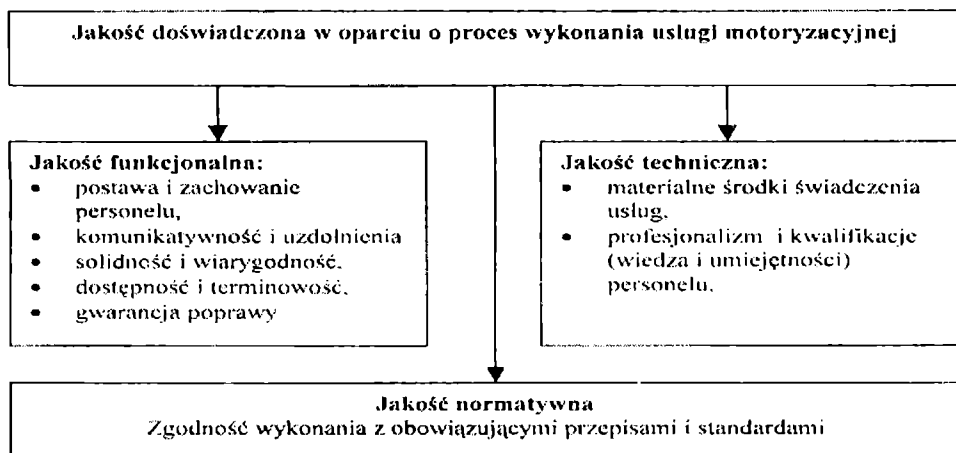 Jakość doświadczona w oparciu o proces wykonania usługi motoryzacyjnej
Jakość funkcjonalna:
• postawa i zachowanie
personelu,
• komunikatywność i uzdolnienia
• solidność i wiarygodność,
• dostępność i terminowość,
• gwarancja poprawy
Jakość techniczna:
• materialne środki świadczenia
usług,
• profesjonalizm i kwalifikacje
(wiedza i umiejętności)
personelu,
Jakość normatywna
Zgodność wykonania z obowiązującymi przepisami i standardami